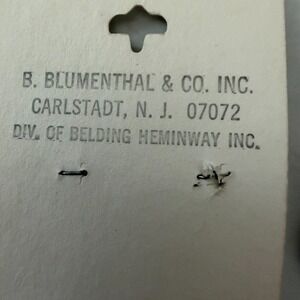 B. BLUMENTHAL & CO. INC.
CARLSTADT, N. J. 07072
DIV. OF BELDING HEMINWAY INC.